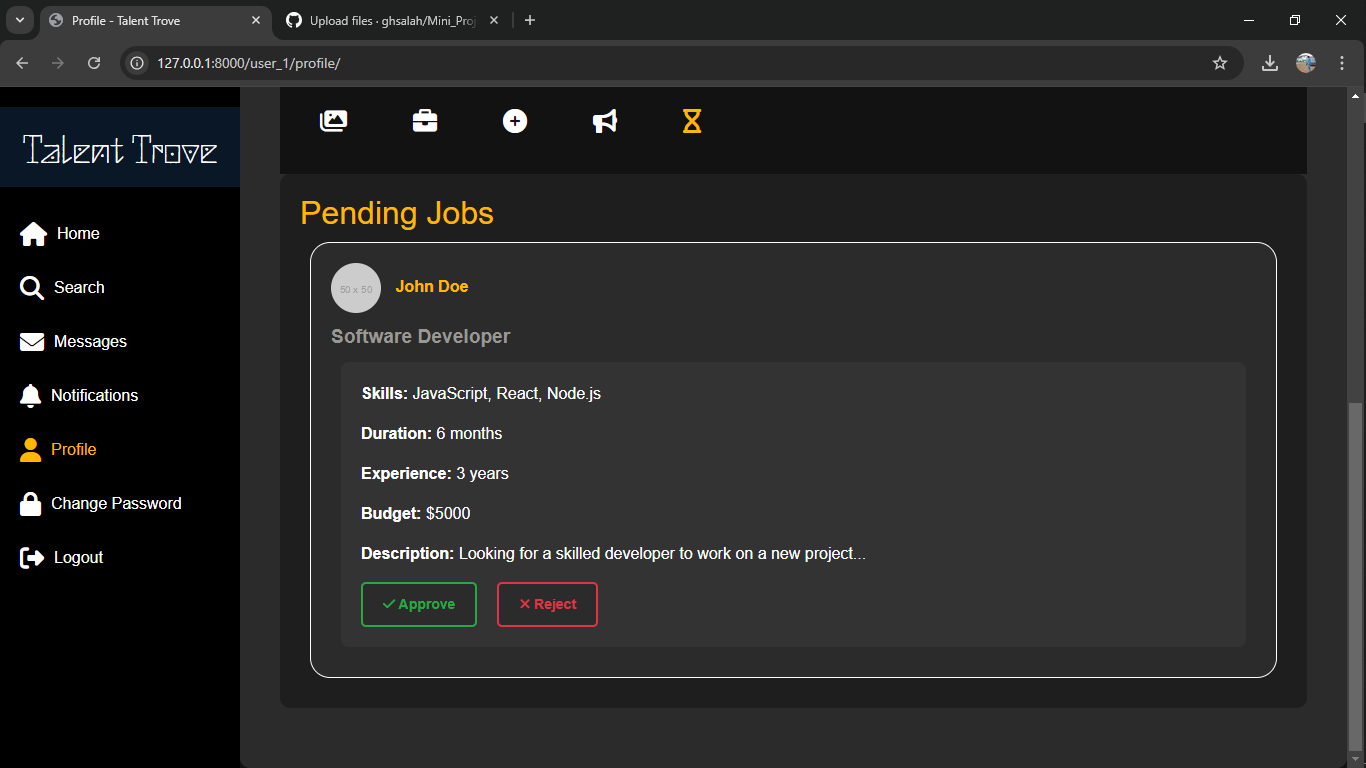 Profile - Talent Trove
Upload files · ghsalah/Mini_Proj
127.0.0.1:8000/user_1/profile/
Talent Trove
Home
Search
Messages
Notifications
Profile
Change Password
Logout
Pending Jobs
50 x 50
John Doe
Software Developer
Skills: JavaScript, React, Node.js
Duration: 6 months
Experience: 3 years
Budget: $5000
Description: Looking for a skilled developer to work on a new project...
Approve
Reject